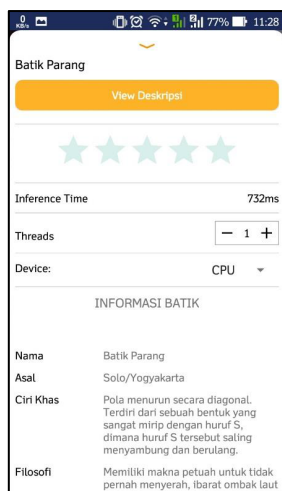 0
KB/s
77%
11:28
Batik Parang
View Deskripsi
Inference Time 732ms
Threads − 1 +
Device: CPU
INFORMASI BATIK
Nama Batik Parang
Asal Solo/Yogyakarta
Ciri Khas Pola menurun secara diagonal.
Terdiri dari sebuah bentuk yang
sangat mirip dengan huruf S,
dimana huruf S tersebut saling
menyambung dan berulang.
Filosofi Memiliki makna petuah untuk tidak
pernah menyerah, ibarat ombak laut